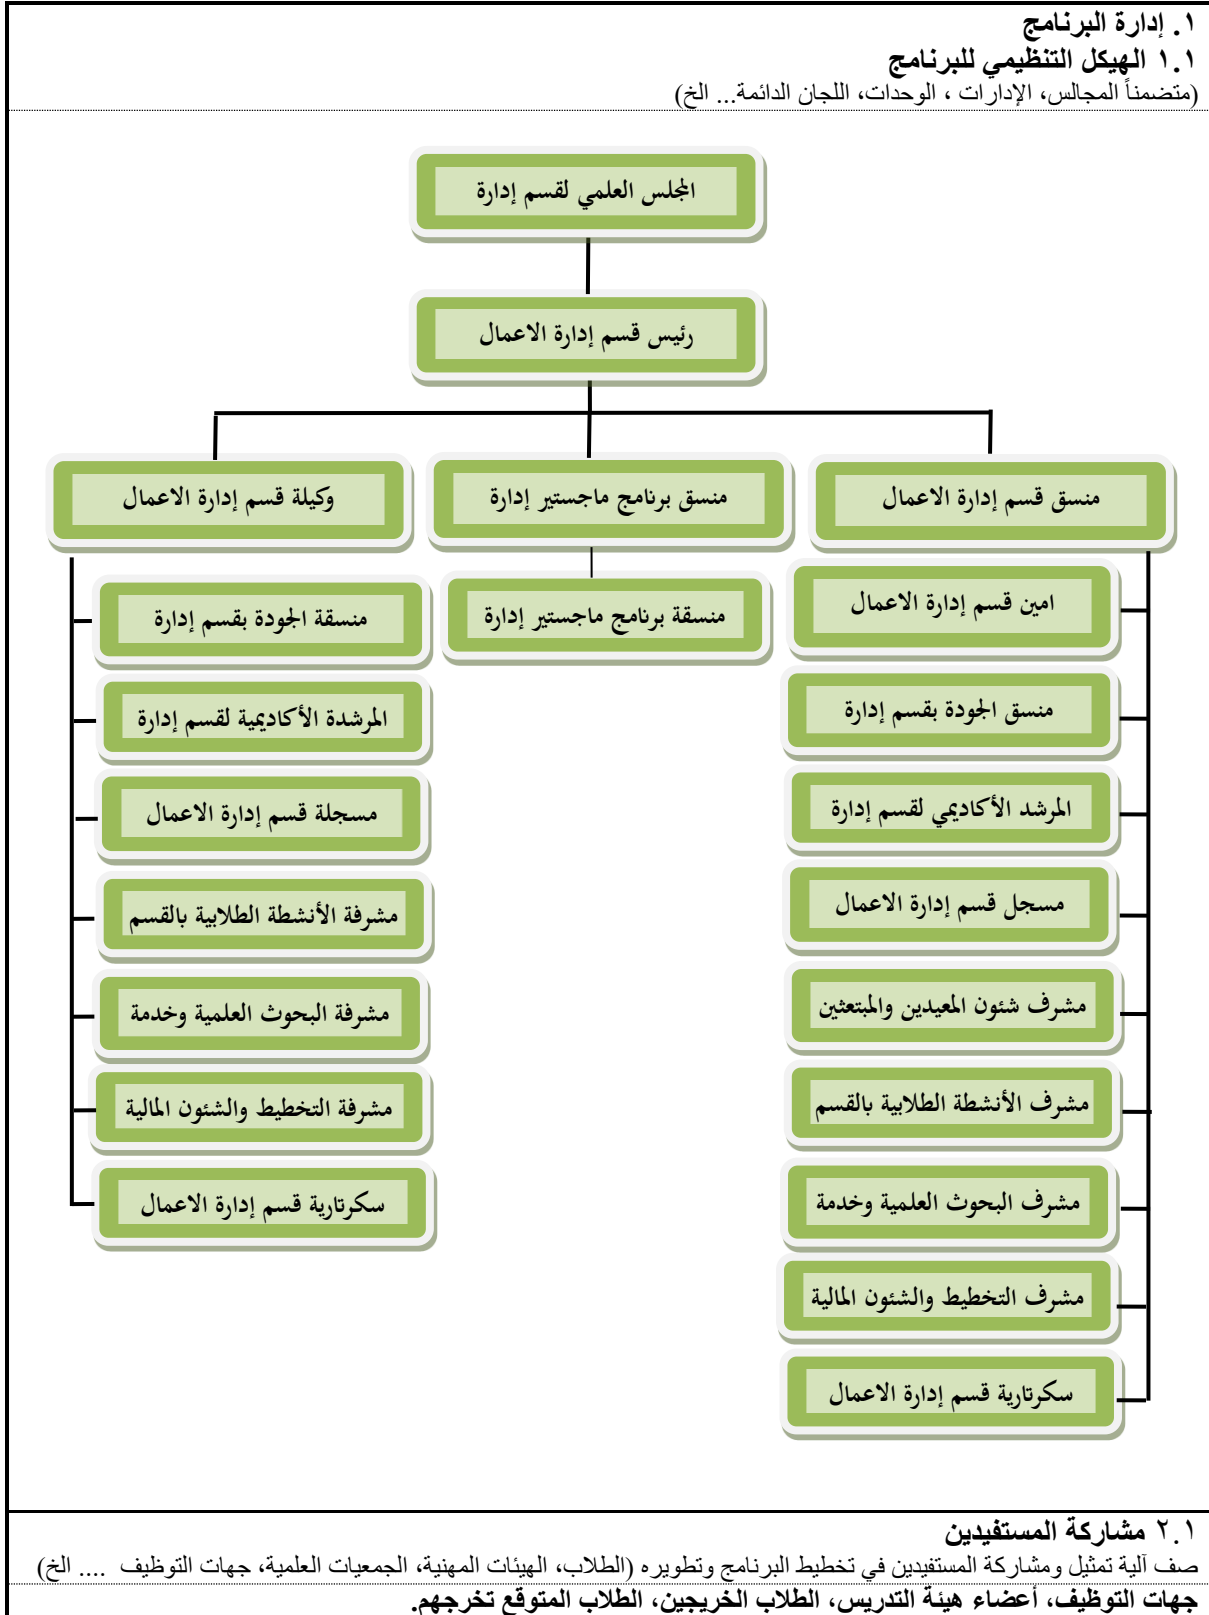 ١. إدارة البرنامج
١.١ الهيكل التنظيمي للبرنامج
(متضمناً المجالس، الإدارات ، الوحدات، اللجان الدائمة... الخ)
المجلس العلمي لقسم إدارة
رئيس قسم إدارة الاعمال
منسق قسم إدارة الاعمال
منسق برنامج ماجستير إدارة
وكيلة قسم إدارة الاعمال
امين قسم إدارة الاعمال
منسق الجودة بقسم إدارة
المرشد الأكاديمي لقسم إدارة
مسجل قسم إدارة الاعمال
مشرف شئون المعيدين والمبتعثين
مشرف الأنشطة الطلابية بالقسم
مشرف البحوث العلمية وخدمة
مشرف التخطيط والشئون المالية
سكرتارية قسم إدارة الاعمال
منسقة برنامج ماجستير إدارة
منسقة الجودة بقسم إدارة
المرشدة الأكاديمية لقسم إدارة
مسجلة قسم إدارة الاعمال
مشرفة الأنشطة الطلابية بالقسم
مشرفة البحوث العلمية وخدمة
مشرفة التخطيط والشئون المالية
سكرتارية قسم إدارة الاعمال
٢.١ مشاركة المستفيدين
صف آلية تمثيل ومشاركة المستفيدين في تخطيط البرنامج وتطويره (الطلاب، الهيئات المهنية، الجمعيات العلمية، جهات التوظيف .... الخ)
جهات التوظيف، أعضاء هيئة التدريس، الطلاب الخريجين، الطلاب المتوقع تخرجهم.